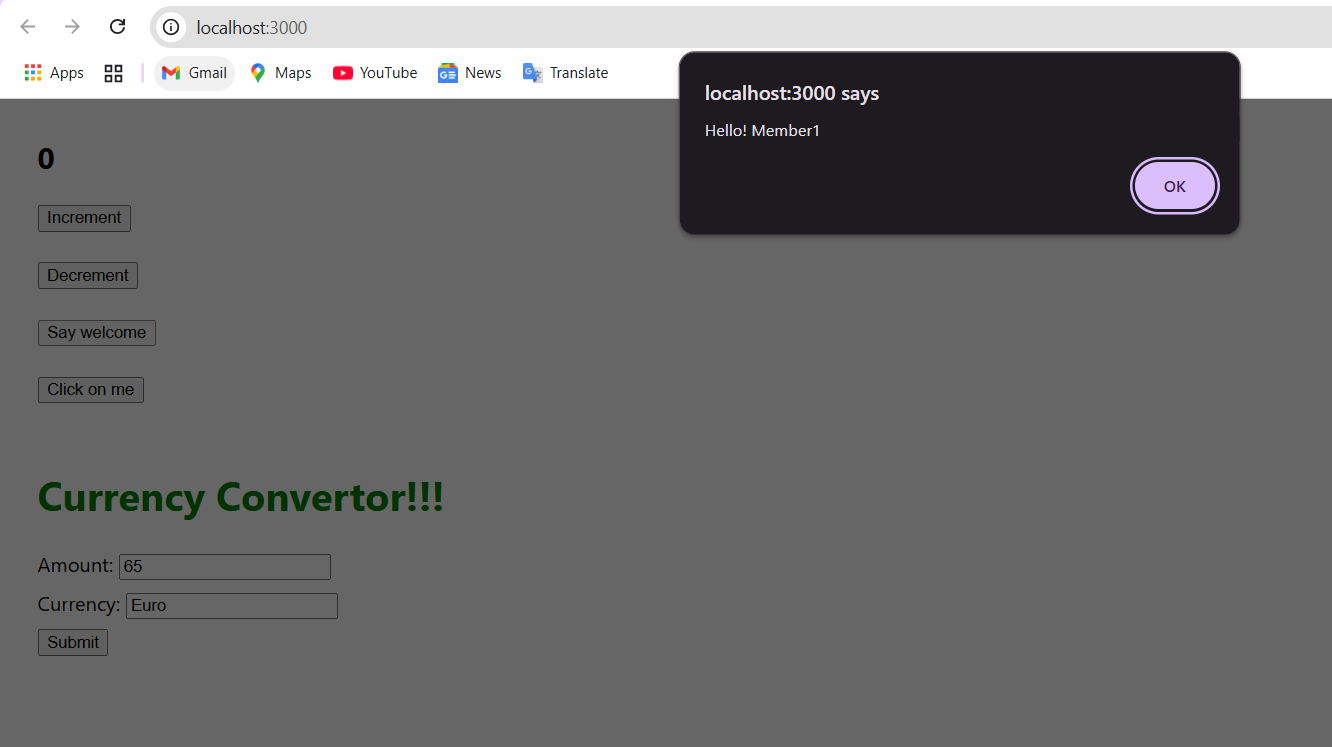 localhost:3000
Apps Gmail Maps YouTube News Translate
localhost:3000 says
Hello! Member1
OK
0
Increment
Decrement
Say welcome
Click on me
Currency Convertor!!!
Amount: 65
Currency: Euro
Submit